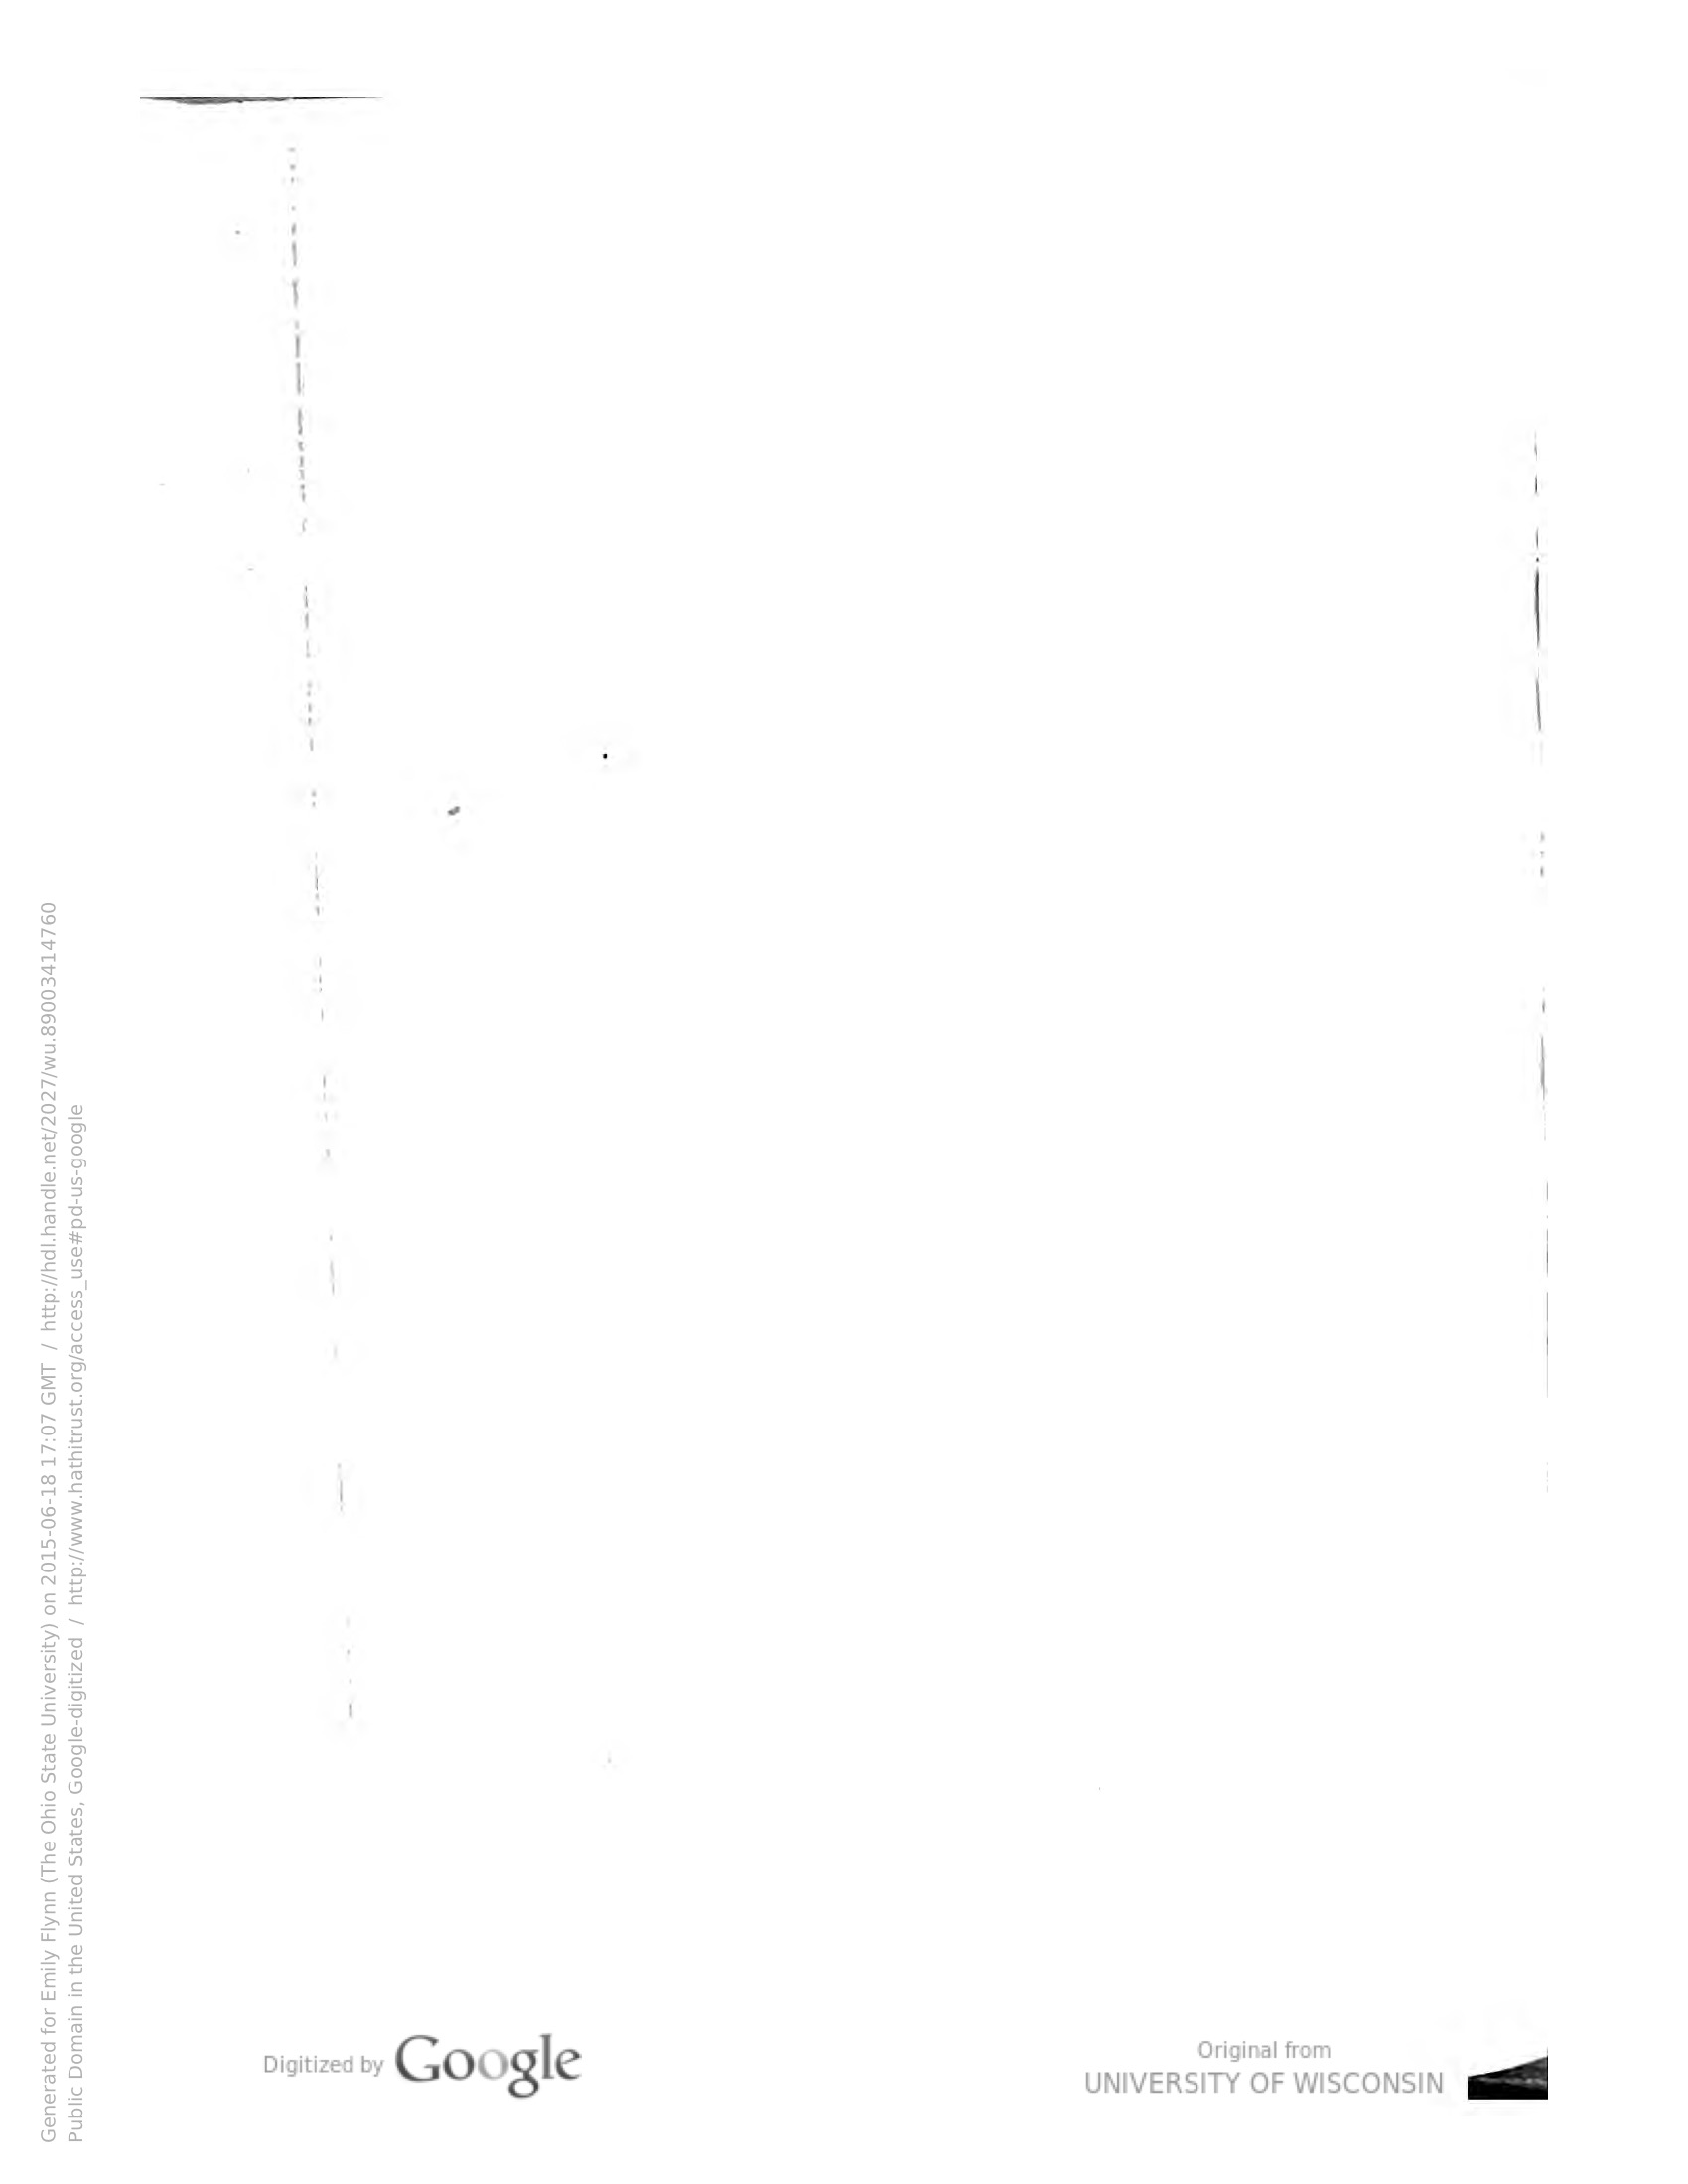 Generated for Emily Flynn (The Ohio State University) on 2015-06-18 17:07 GMT / http://hdl.handle.net/2027/wu.89003414760
Public Domain in the United States, Google-digitized / http://www.hathitrust.org/access_use#pd-us-google
Digitized by Google
Original from
UNIVERSITY OF WISCONSIN